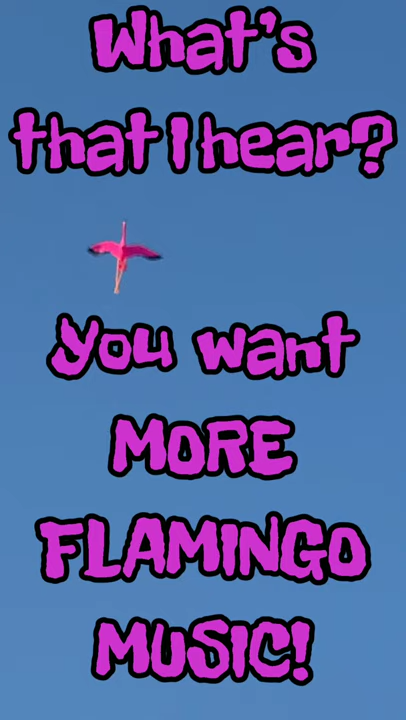 What's
that I hear?
You want
MORE
FLAMINGO
MUSIC!